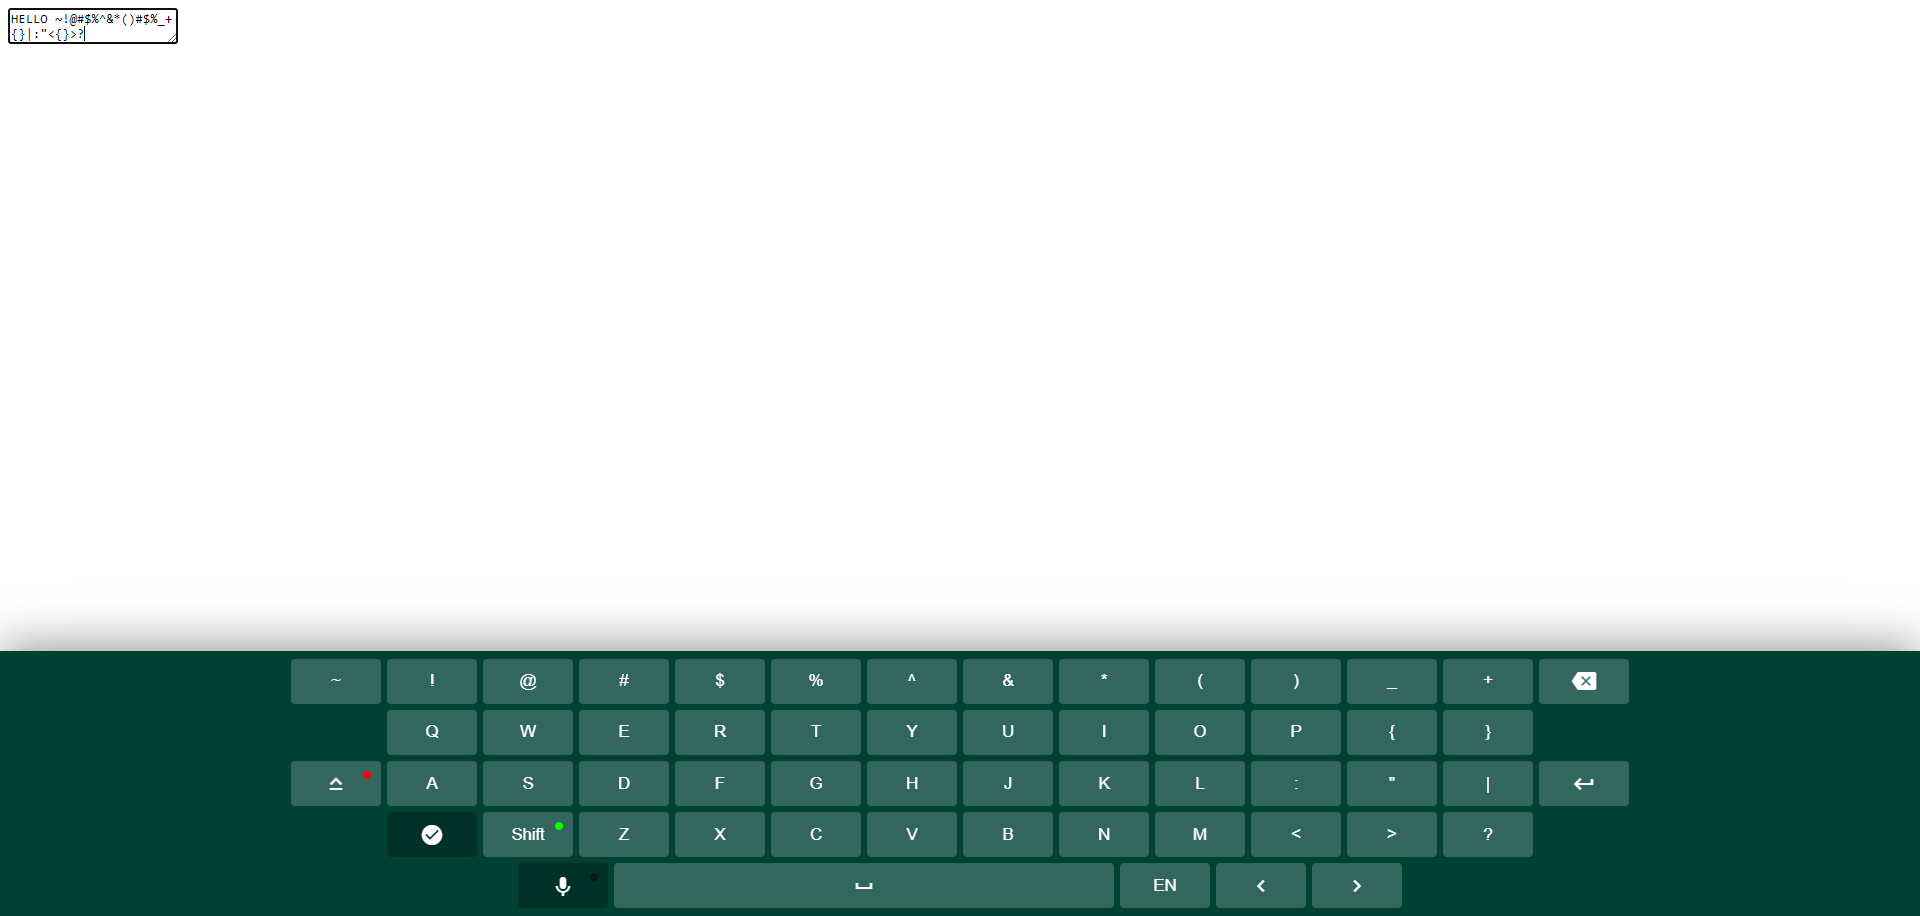 HELLO ~!@#$%^&*()#$%_+
{}|:"<{}>?
~ ! @ # $ % ^ & * ( ) _ +
Q W E R T Y U I O P { }
A S D F G H J K L : " |
Shift Z X C V B N M < > ?
EN